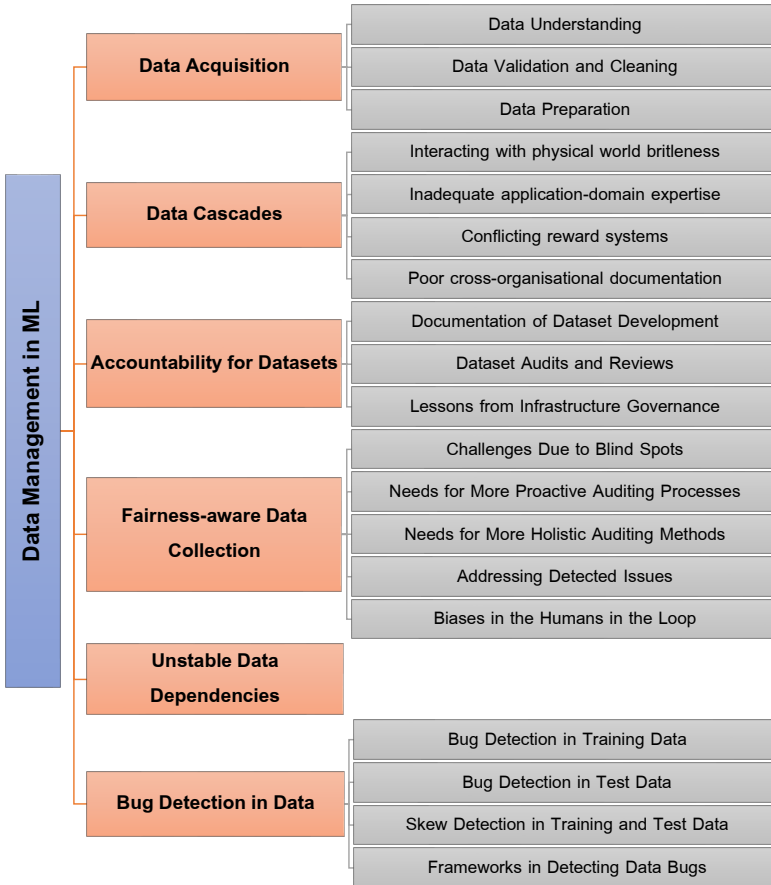 Data Management in ML
Data Acquisition
Data Understanding
Data Validation and Cleaning
Data Preparation
Data Cascades
Interacting with physical world britleness
Inadequate application-domain expertise
Conflicting reward systems
Poor cross-organisational documentation
Accountability for Datasets
Documentation of Dataset Development
Dataset Audits and Reviews
Lessons from Infrastructure Governance
Fairness-aware Data
Collection
Challenges Due to Blind Spots
Needs for More Proactive Auditing Processes
Needs for More Holistic Auditing Methods
Addressing Detected Issues
Biases in the Humans in the Loop
Unstable Data
Dependencies
Bug Detection in Data
Bug Detection in Training Data
Bug Detection in Test Data
Skew Detection in Training and Test Data
Frameworks in Detecting Data Bugs